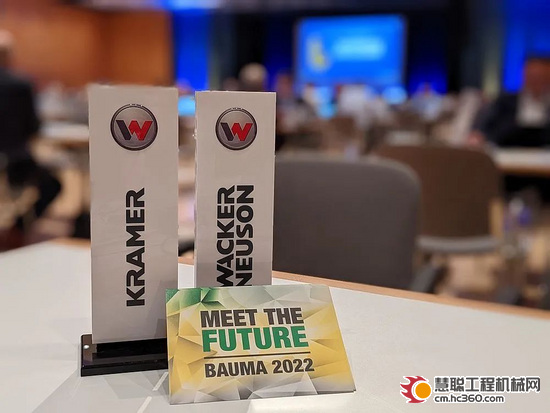 KRAMER
WACKER
NEUSON
MEET THE
FUTURE
BAUMA 2022
慧聪工程机械网
cm.hc360.com